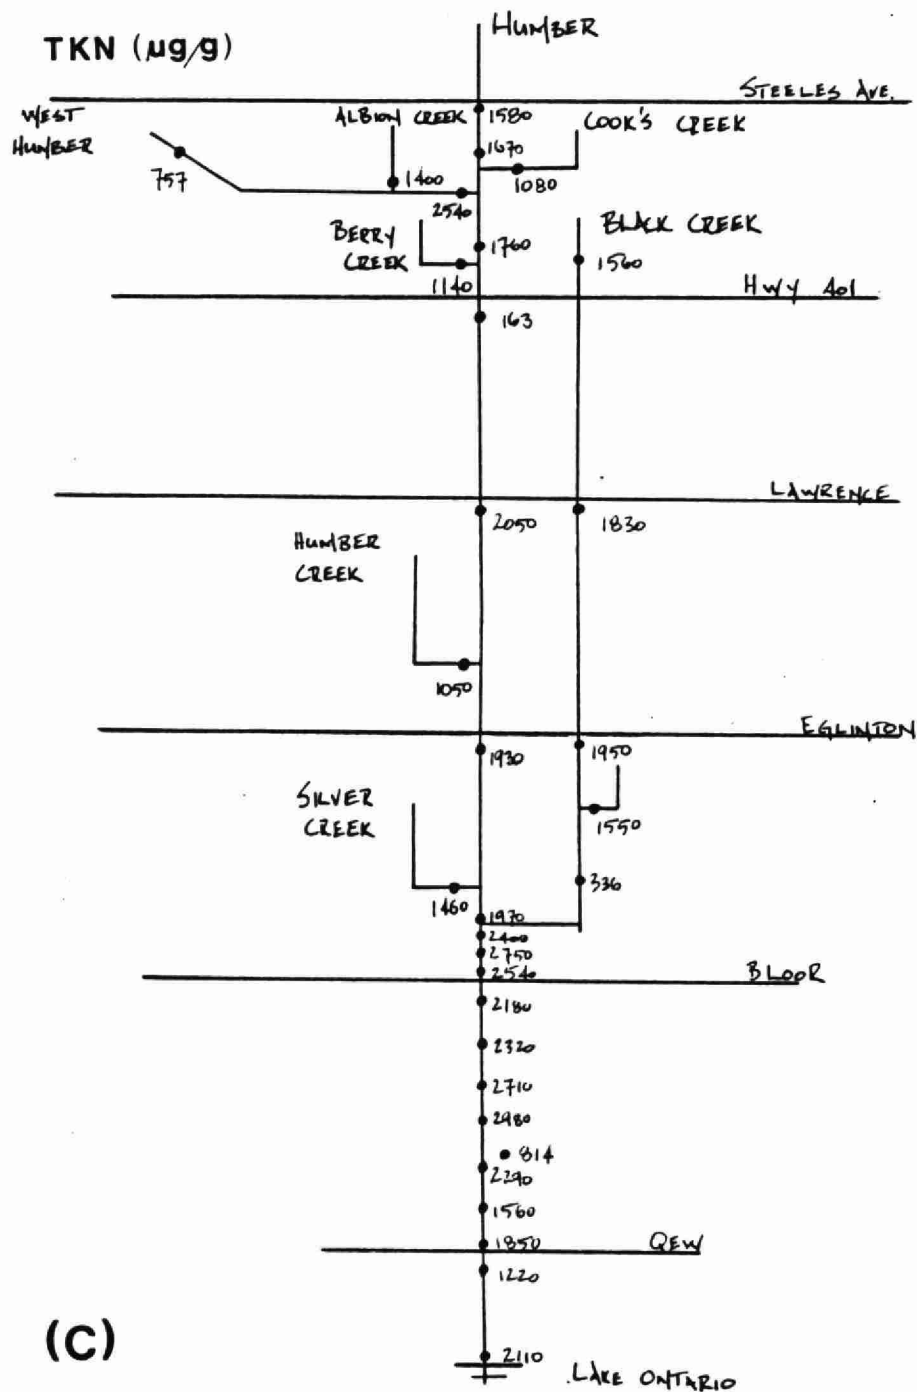 HUMBER
TKN (µg/g)
STEELES AVE.
WEST
HUMBER
ALBION CREEK
1580
COOK'S CREEK
1670
757
1400
1080
2540
BERRY
CREEK
1760
BLACK CREEK
1560
1140
HWY 401
163
LAWRENCE
2050
1830
HUMBER
CREEK
1050
EGLINTON
1930
1950
SILVER
CREEK
1550
336
1460
1970
2400
2750
2540
BLOOR
2180
2320
2710
2980
814
2290
1560
1850
QEW
1220
(C)
2110
LAKE ONTARIO